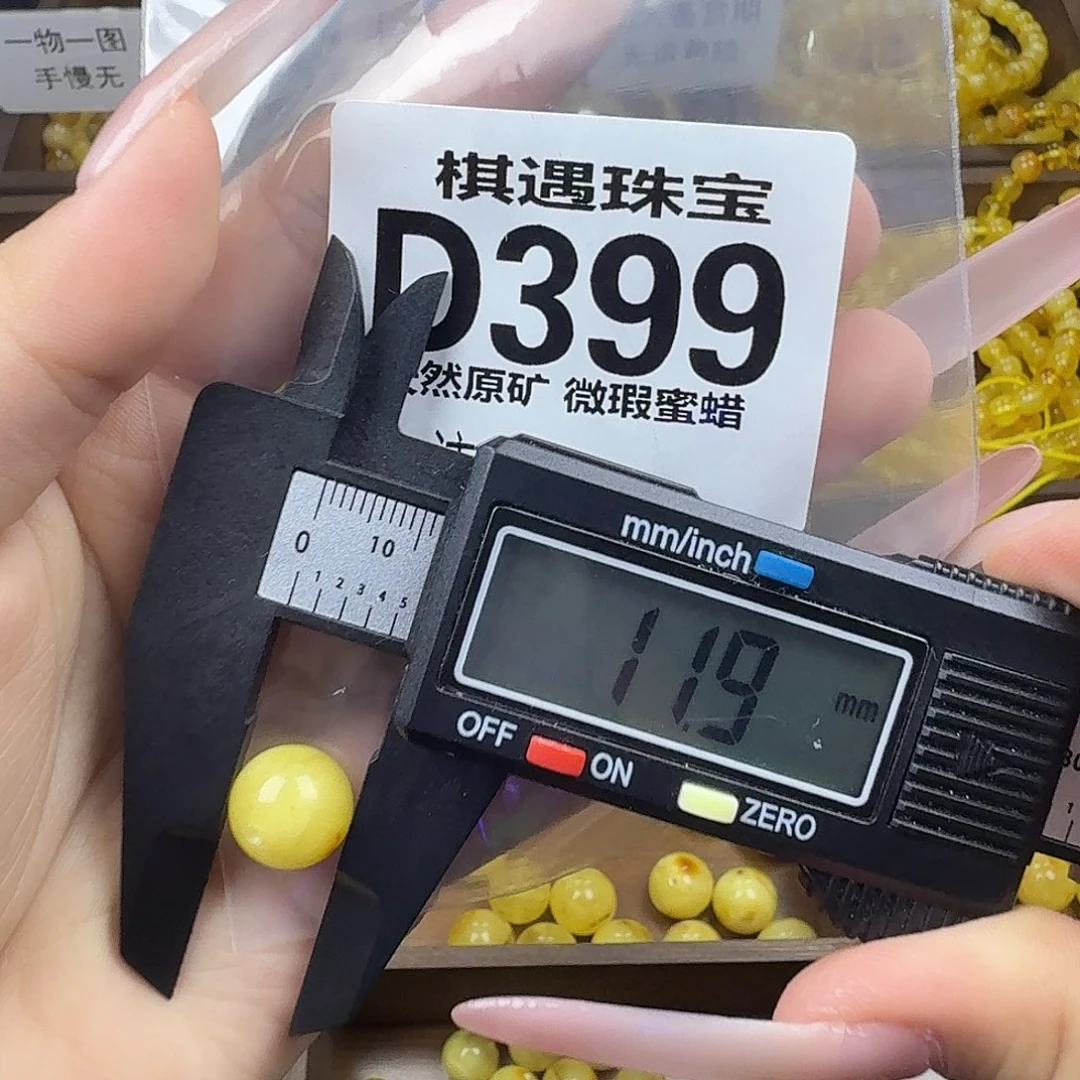 一物一图
手慢无
棋遇珠宝
D399
然原矿 微瑕蜜蜡
mm/inch
0 10
1 2 3 4 5
11.9 mm
OFF ON
ZERO